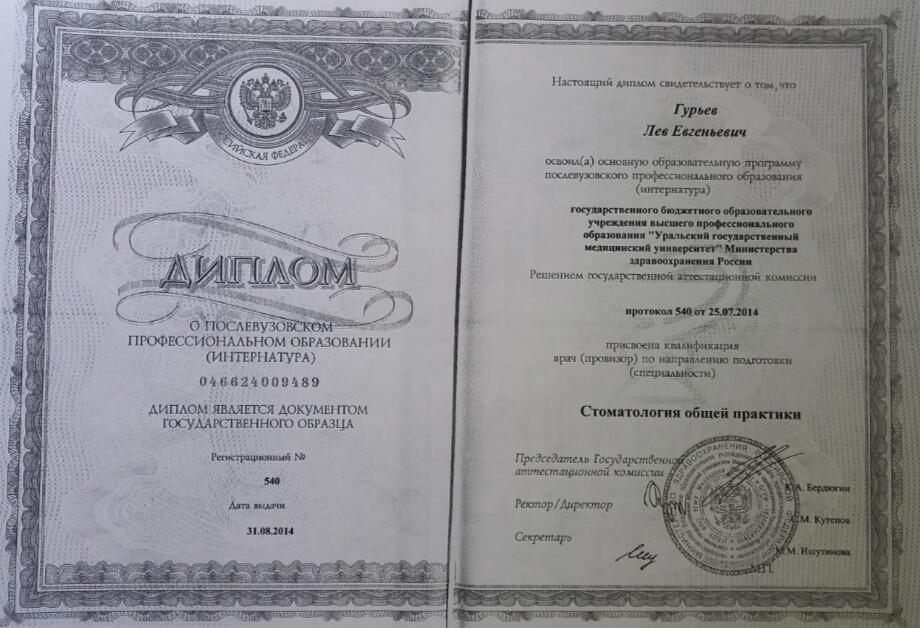 РОССИЙСКАЯ ФЕДЕРАЦИЯ
ДИПЛОМ
О ПОСЛЕВУЗОВСКОМ
ПРОФЕССИОНАЛЬНОМ ОБРАЗОВАНИИ
(ИНТЕРНАТУРА)
046624009489
ДИПЛОМ ЯВЛЯЕТСЯ ДОКУМЕНТОМ
ГОСУДАРСТВЕННОГО ОБРАЗЦА
Регистрационный №
540
Дата выдачи
31.08.2014
Настоящий диплом свидетельствует о том, что
Гурьев
Лев Евгеньевич
освоил(а) основную образовательную программу
послевузовского профессионального образования
(интернатура)
государственного бюджетного образовательного
учреждения высшего профессионального
образования "Уральский государственный
медицинский университет" Министерства
здравоохранения России
Решением государственной аттестационной комиссии
протокол 540 от 25.07.2014
присвоена квалификация
врач (провизор) по направлению подготовки
(специальности)
Стоматология общей практики
Председатель Государственной
аттестационной комиссии
К.А. Бердюгин
Ректор/Директор
С.М. Кутепов
Секретарь
М.М. Ишутинова
М.П.